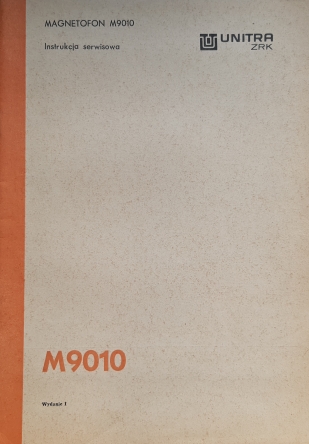 MAGNETOFON M9010
Instrukcja serwisowa
UNITRA
ZRK
M9010
Wydanie I